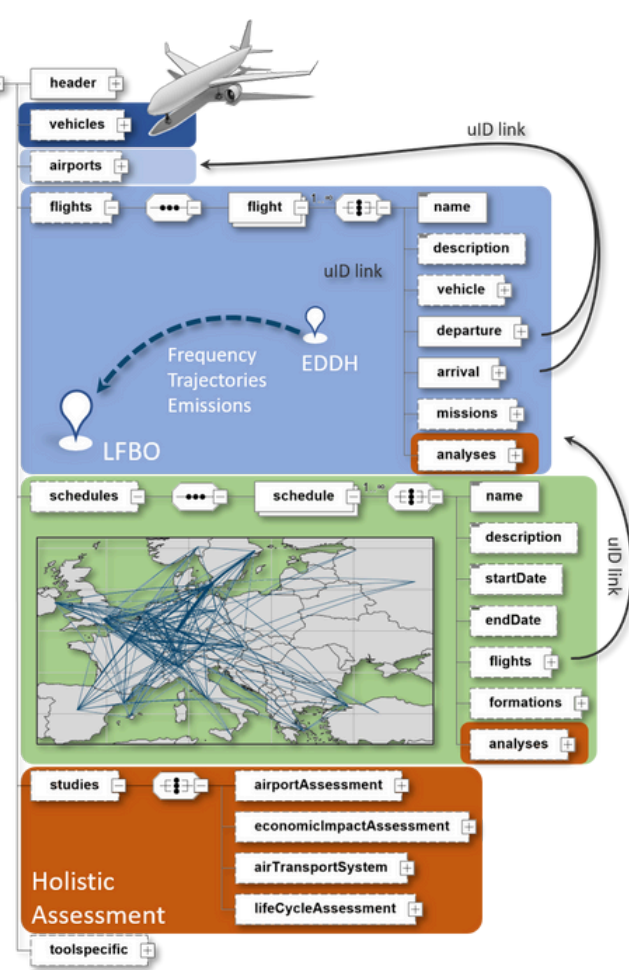 header
vehicles
uID link
airports
flights
flight
1 ∞
name
description
uID link
vehicle
departure
Frequency
Trajectories
Emissions
EDDH
arrival
missions
LFBO
analyses
schedules
schedule
1 ∞
name
description
startDate
uID link
endDate
flights
formations
analyses
studies
airportAssessment
economicImpactAssessment
airTransportSystem
Holistic
Assessment
lifeCycleAssessment
toolspecific